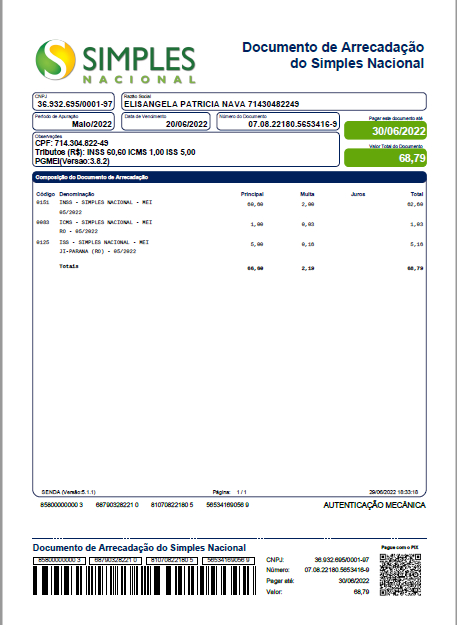 SIMPLES
NACIONAL
Documento de Arrecadação
do Simples Nacional
CNPJ
36.932.695/0001-97
Razão Social
ELISANGELA PATRICIA NAVA 71430482249
Período de Apuração
Maio/2022
Data de Vencimento
20/06/2022
Número do Documento
07.08.22180.5653416-9
Pagar este documento até
30/06/2022
Observações
CPF: 714.304.822-49
Tributos (R$): INSS 60,60 ICMS 1,00 ISS 5,00
PGMEI(Versao:3.8.2)
Valor Total do Documento
68,79
Composição do Documento de Arrecadação
Código Denominação Principal Multa Juros Total
0151 INSS - SIMPLES NACIONAL - MEI 60,60 2,00 62,60
05/2022
0083 ICMS - SIMPLES NACIONAL - MEI 1,00 0,03 1,03
RO - 05/2022
0125 ISS - SIMPLES NACIONAL - MEI 5,00 0,16 5,16
JI-PARANA (RO) - 05/2022
Totais 66,60 2,19 68,79
SENDA (Versão:5.1.1) Página: 1 / 1 29/06/2022 18:33:18
85800000000 3 68790328221 0 81070822180 5 56534169056 9 AUTENTICAÇÃO MECÂNICA
Documento de Arrecadação do Simples Nacional
85800000000 3 68790328221 0 81070822180 5 56534169056 9
CNPJ: 36.932.695/0001-97
Número: 07.08.22180.5653416-9
Pagar até: 30/06/2022
Valor: 68,79
Pague com o PIX